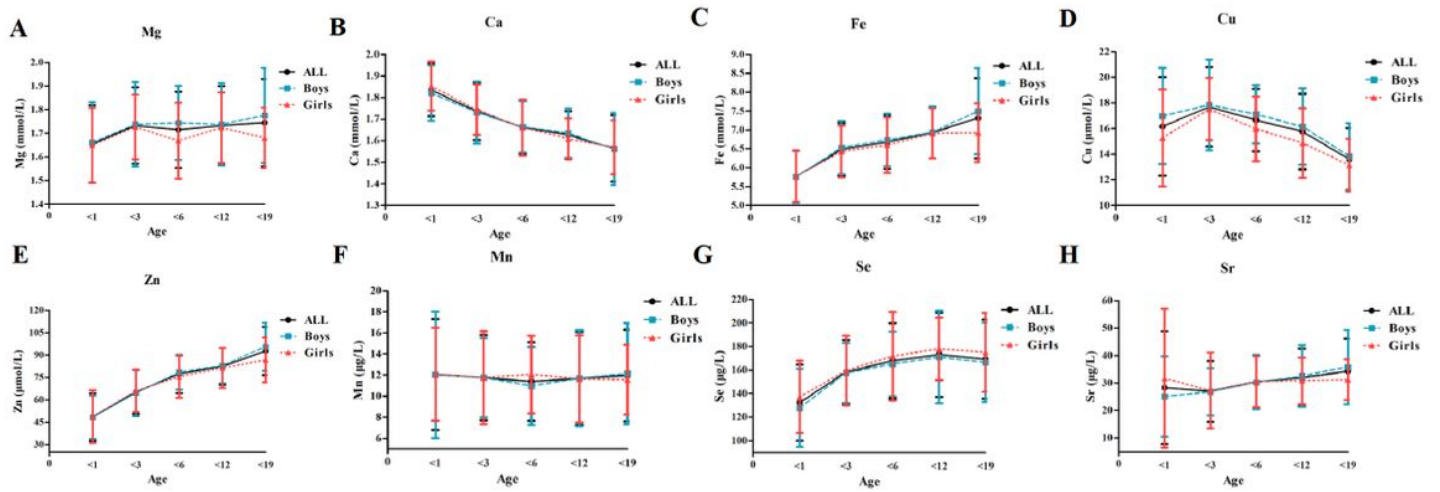 A
Mg
Mg (mmol/L)
2.0
1.9
1.8
1.7
1.6
1.5
1.4
0
<1
<3
<6
<12
<19
Age
ALL
Boys
Girls
B
Ca
Ca (mmol/L)
2.0
1.9
1.8
1.7
1.6
1.5
1.4
1.3
0
<1
<3
<6
<12
<19
Age
ALL
Boys
Girls
C
Fe
Fe (mmol/L)
9.0
8.5
8.0
7.5
7.0
6.5
6.0
5.5
5.0
0
<1
<3
<6
<12
<19
Age
ALL
Boys
Girls
D
Cu
Cu (μmol/L)
22
20
18
16
14
12
10
0
<1
<3
<6
<12
<19
Age
ALL
Boys
Girls
E
Zn
Zn (μmol/L)
120
105
90
75
60
45
30
0
<1
<3
<6
<12
<19
Age
ALL
Boys
Girls
F
Mn
Mn (μg/L)
20
18
16
14
12
10
8
6
0
<1
<3
<6
<12
<19
Age
ALL
Boys
Girls
G
Se
Se (μg/L)
220
200
180
160
140
120
100
0
<1
<3
<6
<12
<19
Age
ALL
Boys
Girls
H
Sr
Sr (μg/L)
60
50
40
30
20
10
0
<1
<3
<6
<12
<19
Age
ALL
Boys
Girls